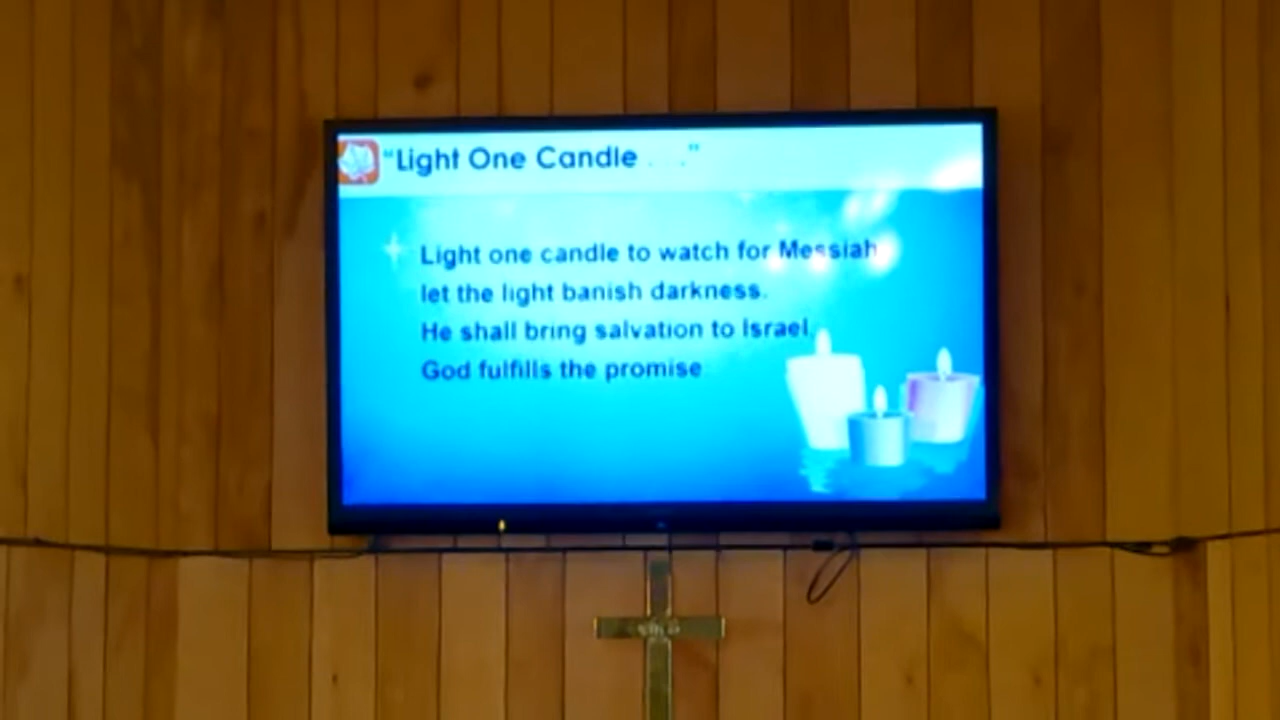 "Light One Candle . . ."
Light one candle to watch for Messiah
let the light banish darkness.
He shall bring salvation to Israel,
God fulfills the promise